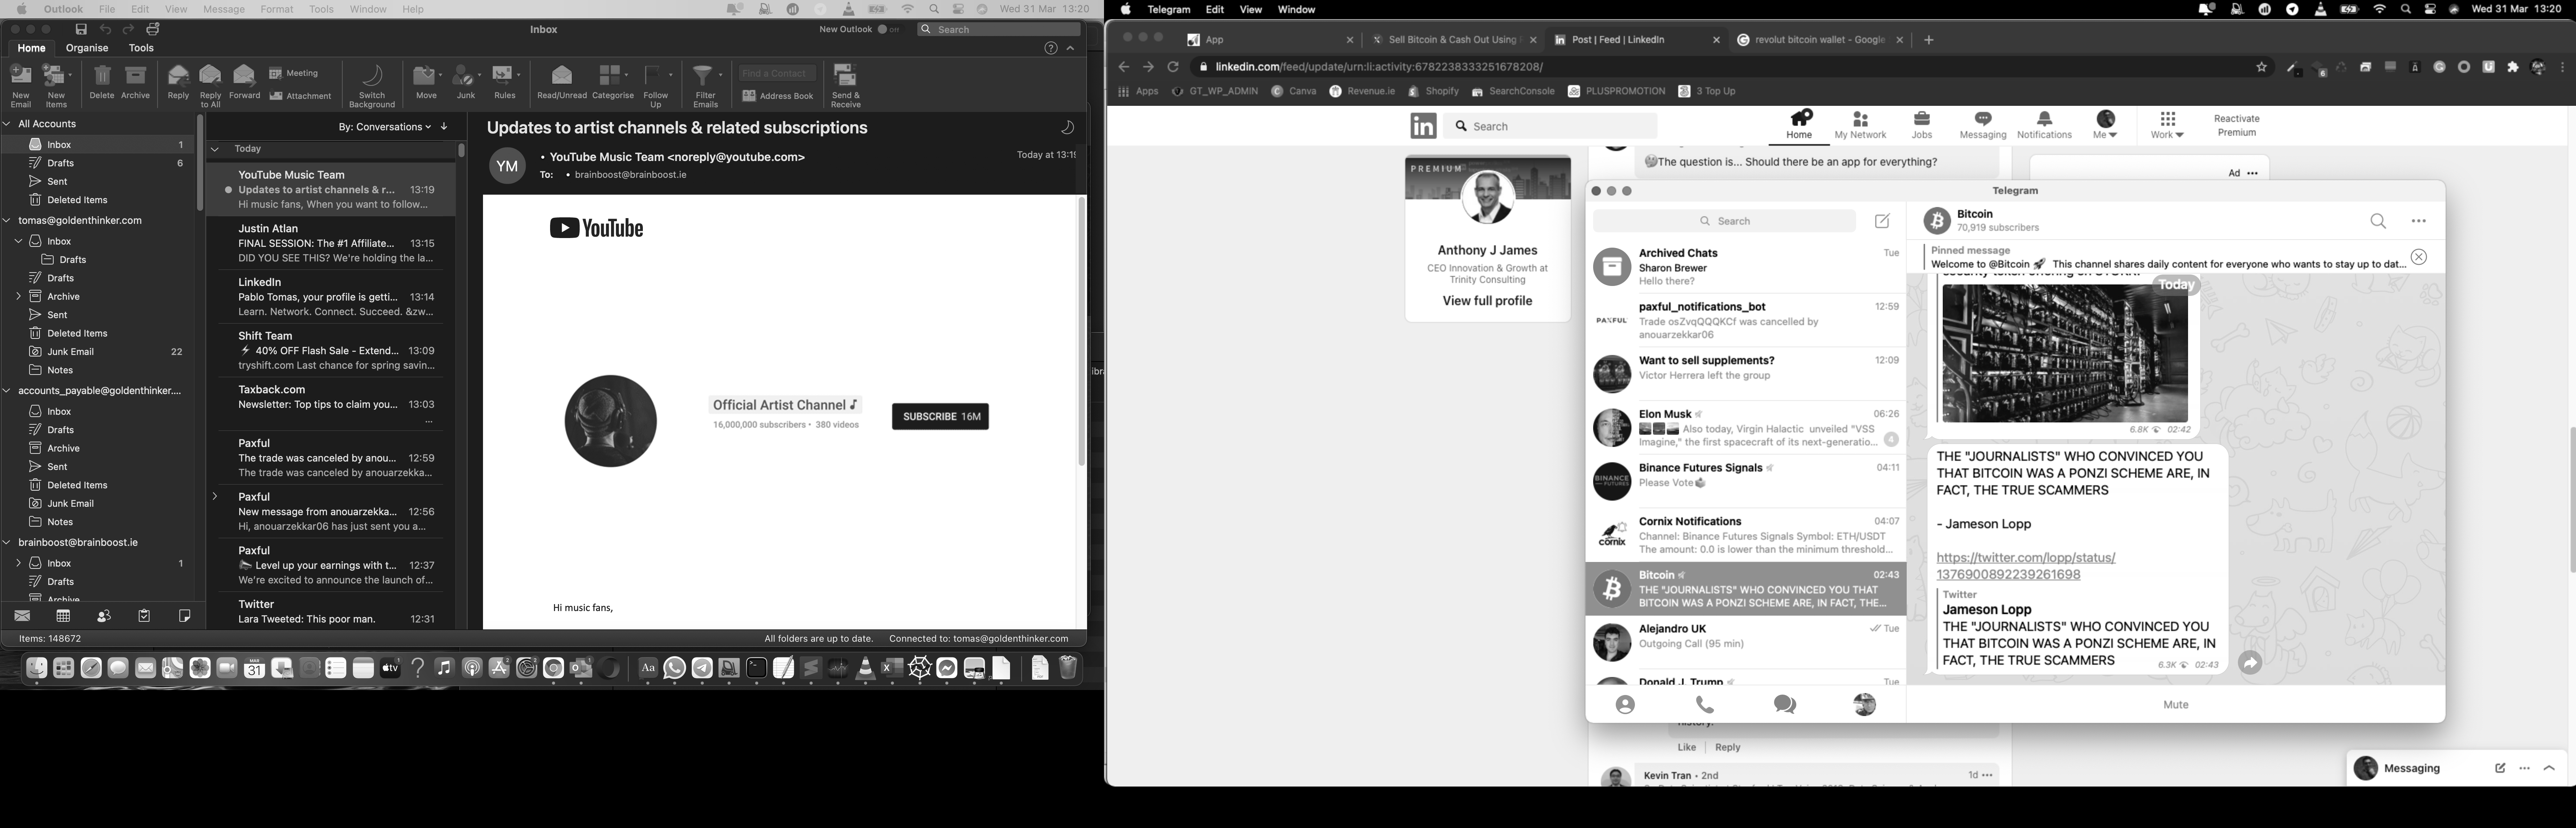 Outlook File Edit View Message Format Tools Window Help
Wed 31 Mar 13:20
Inbox
New Outlook Off
Search
Home Organise Tools
New Email
New Items
Delete
Archive
Reply
Reply to All
Forward
Meeting
Attachment
Switch Background
Move
Junk
Rules
Read/Unread
Categorise
Follow Up
Filter Emails
Find a Contact
Address Book
Send & Receive
All Accounts
Inbox 1
Drafts 6
Sent
Deleted Items
tomas@goldenthinker.com
Inbox
Drafts
Drafts
Archive
Sent
Deleted Items
Junk Email 22
Notes
accounts_payable@goldenthinker....
Inbox
Drafts
Archive
Sent
Deleted Items
Junk Email
Notes
brainboost@brainboost.ie
Inbox 1
Drafts
Archive
By: Conversations
Today
YouTube Music Team
Updates to artist channels & r... 13:19
Hi music fans, When you want to follow...
Justin Atlan
FINAL SESSION: The #1 Affiliate... 13:15
DID YOU SEE THIS? We're holding the la...
LinkedIn
Pablo Tomas, your profile is getti... 13:14
Learn. Network. Connect. Succeed. &zw...
Shift Team
⚡ 40% OFF Flash Sale - Extend... 13:09
tryshift.com Last chance for spring savin...
Taxback.com
Newsletter: Top tips to claim you... 13:03
...
Paxful
The trade was canceled by anou... 12:59
The trade was canceled by anouarzekka...
Paxful
New message from anouarzekka... 12:56
Hi, anouarzekkar06 has just sent you a...
Paxful
Level up your earnings with t... 12:37
We're excited to announce the launch of...
Twitter
Lara Tweeted: This poor man. 12:31
Updates to artist channels & related subscriptions
YM
• YouTube Music Team <noreply@youtube.com>
Today at 13:19
To: • brainboost@brainboost.ie
YouTube
Official Artist Channel ♪
16,000,000 subscribers • 380 videos
SUBSCRIBE 16M
Hi music fans,
Items: 148672
All folders are up to date. Connected to: tomas@goldenthinker.com
MAR
31
tv
Aa
Telegram Edit View Window
Wed 31 Mar 13:20
App
Sell Bitcoin & Cash Out Using
Post | Feed | LinkedIn
revolut bitcoin wallet - Google
linkedin.com/feed/update/urn:li:activity:6782238333251678208/
6
Apps GT_WP_ADMIN Canva Revenue.ie Shopify SearchConsole PLUSPROMOTION 3 Top Up
in
Search
Home
My Network
Jobs
Messaging
Notifications
Me
Work
Reactivate Premium
PREMIUM
Anthony J James
CEO Innovation & Growth at
Trinity Consulting
View full profile
The question is... Should there be an app for everything?
Ad •••
Telegram
Search
Archived Chats Tue
Sharon Brewer
Hello there?
PAXFUL
paxful_notifications_bot 12:59
Trade osZvqQQQKCf was cancelled by
anouarzekkar06
Want to sell supplements? 12:09
Victor Herrera left the group
Elon Musk 06:26
Also today, Virgin Halactic unveiled "VSS
Imagine," the first spacecraft of its next-generatio... 4
BINANCE
FUTURES
Binance Futures Signals 04:11
Please Vote
cornix
Cornix Notifications 04:07
Channel: Binance Futures Signals Symbol: ETH/USDT
The amount: 0.0 is lower than the minimum threshold...
Bitcoin 02:43
THE "JOURNALISTS" WHO CONVINCED YOU THAT
BITCOIN WAS A PONZI SCHEME ARE, IN FACT, THE...
Alejandro UK Tue
Outgoing Call (95 min)
Donald J. Trump Tue
Bitcoin
70,919 subscribers
Pinned message
Welcome to @Bitcoin 🚀 This channel shares daily content for everyone who wants to stay up to dat...
Today
6.8K 02:42
THE "JOURNALISTS" WHO CONVINCED YOU
THAT BITCOIN WAS A PONZI SCHEME ARE, IN
FACT, THE TRUE SCAMMERS
- Jameson Lopp
https://twitter.com/lopp/status/
1376900892239261698
Twitter
Jameson Lopp
THE "JOURNALISTS" WHO CONVINCED YOU
THAT BITCOIN WAS A PONZI SCHEME ARE, IN
FACT, THE TRUE SCAMMERS
6.3K 02:43
Mute
history.
Like | Reply
Kevin Tran • 2nd 1d •••
Messaging